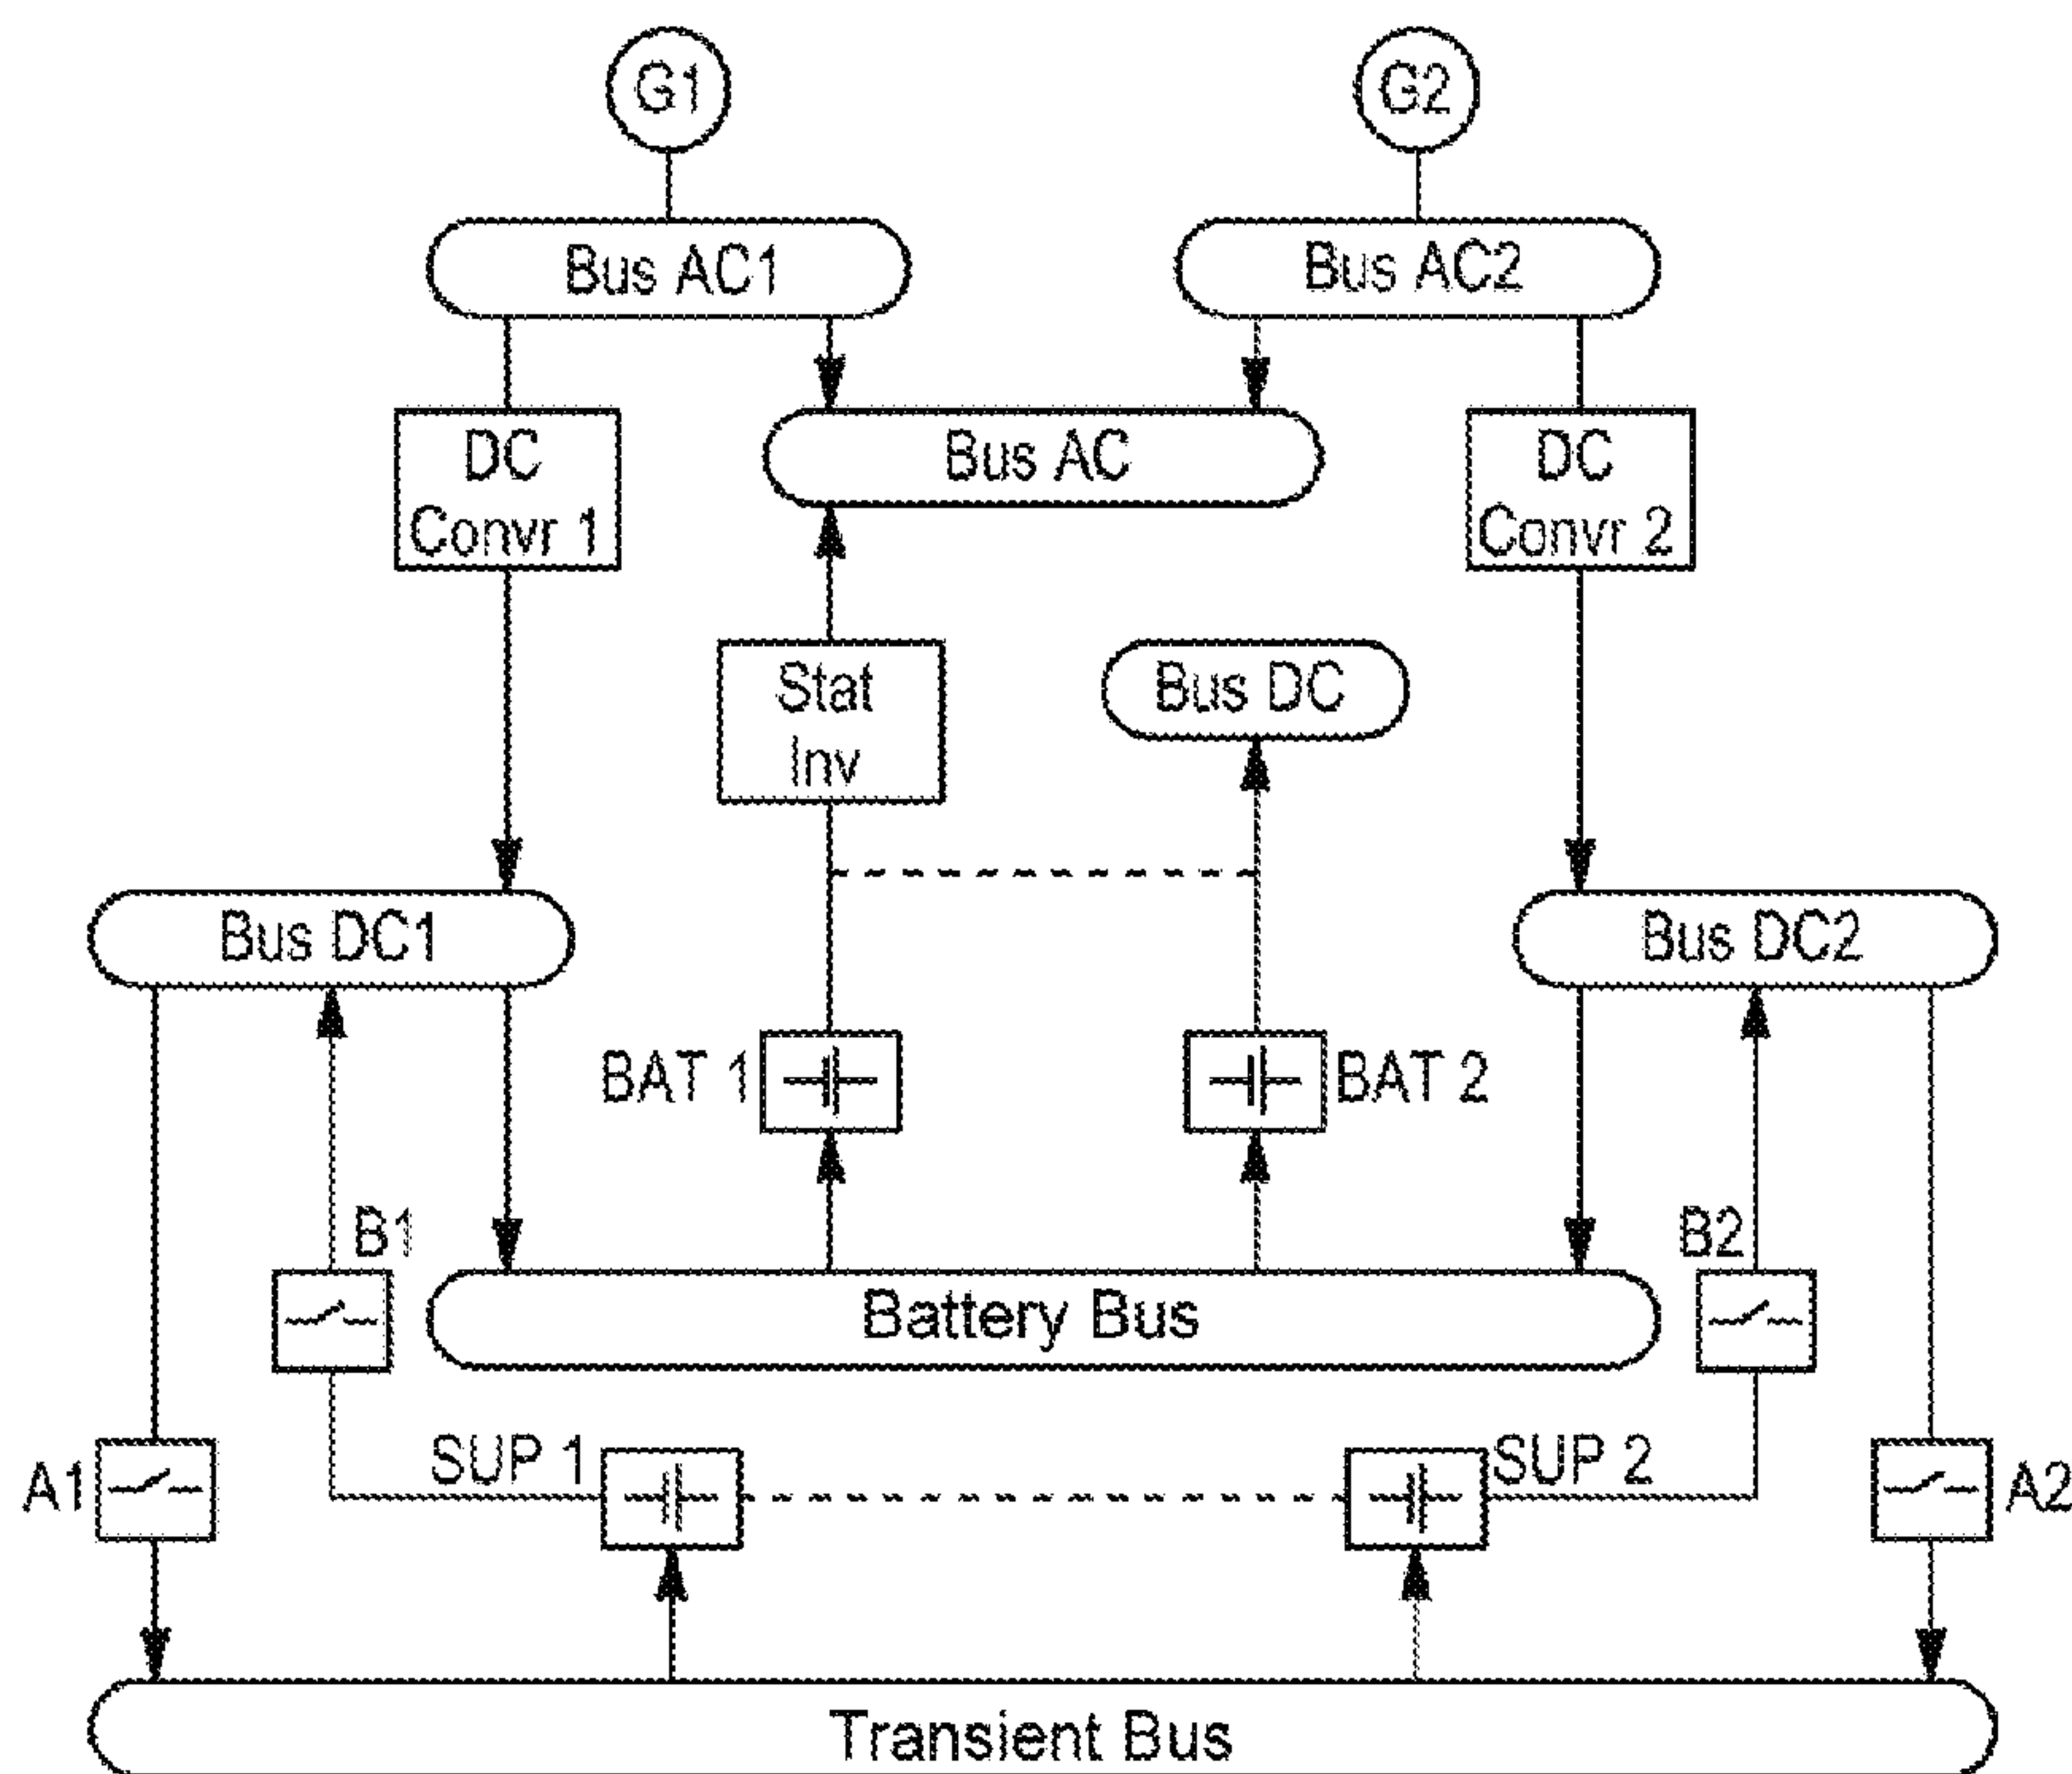 G1
G2
Bus AC1
Bus AC2
DC
Convr 1
Bus AC
DC
Convr 2
Stat
Inv
Bus DC
Bus DC1
Bus DC2
BAT 1
BAT 2
B1
B2
Battery Bus
A1
SUP 1
SUP 2
A2
Transient Bus